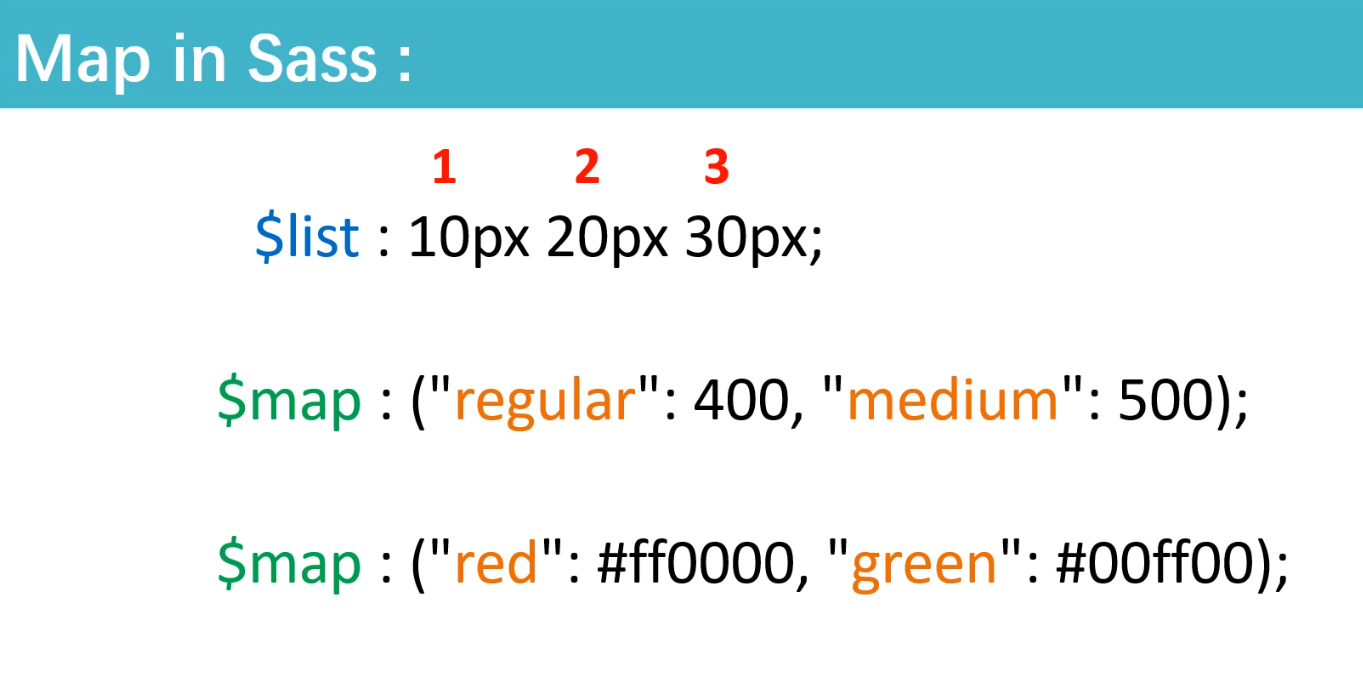 Map in Sass :
1 2 3
$list : 10px 20px 30px;
$map : ("regular": 400, "medium": 500);
$map : ("red": #ff0000, "green": #00ff00);